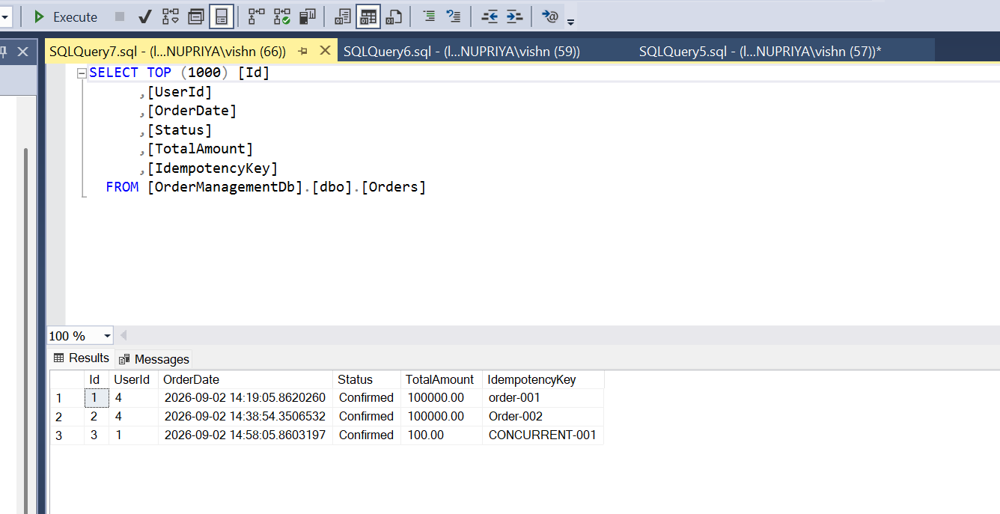 Execute
SQLQuery7.sql - (l...NUPRIYA\vishn (66)) SQLQuery6.sql - (l...NUPRIYA\vishn (59)) SQLQuery5.sql - (l...NUPRIYA\vishn (57))*
SELECT TOP (1000) [Id]
,[UserId]
,[OrderDate]
,[Status]
,[TotalAmount]
,[IdempotencyKey]
FROM [OrderManagementDb].[dbo].[Orders]
100 %
Results Messages
Id UserId OrderDate Status TotalAmount IdempotencyKey
1 1 4 2026-09-02 14:19:05.8620260 Confirmed 100000.00 order-001
2 2 4 2026-09-02 14:38:54.3506532 Confirmed 100000.00 Order-002
3 3 1 2026-09-02 14:58:05.8603197 Confirmed 100.00 CONCURRENT-001